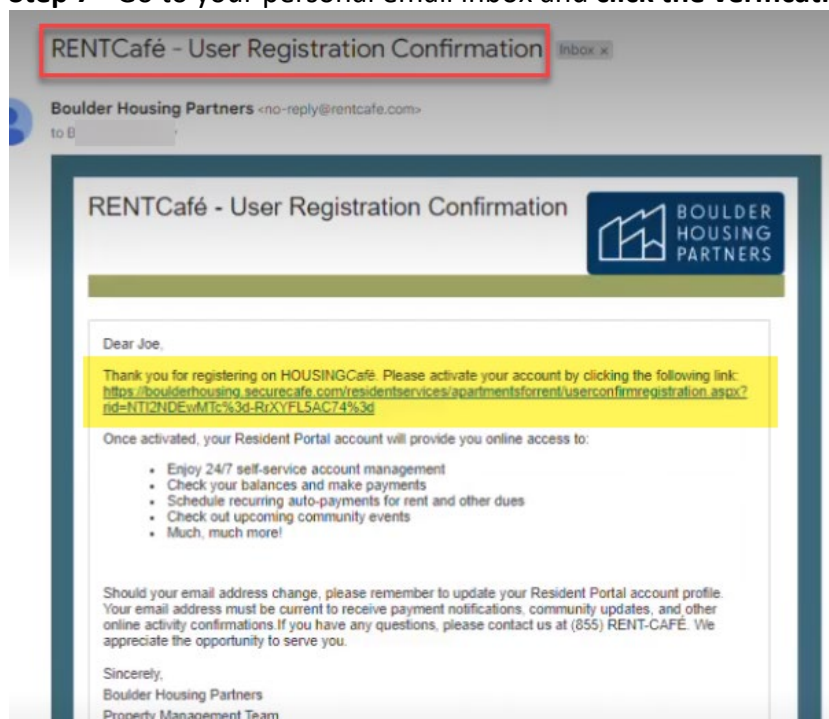 Step 7 - Go to your personal email inbox and click the verificati
RENTCafé - User Registration Confirmation Inbox x
Boulder Housing Partners <no-reply@rentcafe.com>
to B
RENTCafé - User Registration Confirmation
BOULDER
HOUSING
PARTNERS
Dear Joe,
Thank you for registering on HOUSINGCafé. Please activate your account by clicking the following link:
https://boulderhousing.securecafe.com/residentservices/apartmentsforrent/userconfirmregistration.aspx?
rid=NTI2NDEwMTc%3d-RrXYFL5AC74%3d
Once activated, your Resident Portal account will provide you online access to:
• Enjoy 24/7 self-service account management
• Check your balances and make payments
• Schedule recurring auto-payments for rent and other dues
• Check out upcoming community events
• Much, much more!
Should your email address change, please remember to update your Resident Portal account profile.
Your email address must be current to receive payment notifications, community updates, and other
online activity confirmations.If you have any questions, please contact us at (855) RENT-CAFÉ. We
appreciate the opportunity to serve you.
Sincerely,
Boulder Housing Partners
Property Management Team